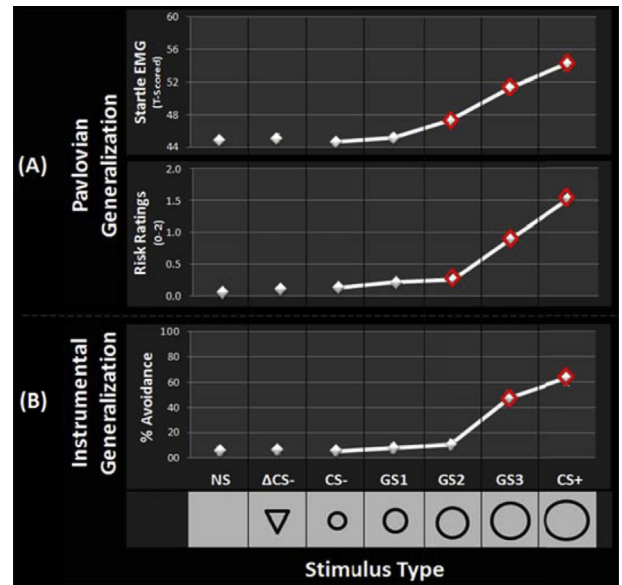 (A)
Pavlovian
Generalization
Startle EMG
(T-Scored)
60
56
52
48
44
Risk Ratings
(0-2)
2.0
1.5
1.0
0.5
0.0
(B)
Instrumental
Generalization
% Avoidance
100
80
60
40
20
00
NS ΔCS- CS- GS1 GS2 GS3 CS+
Stimulus Type